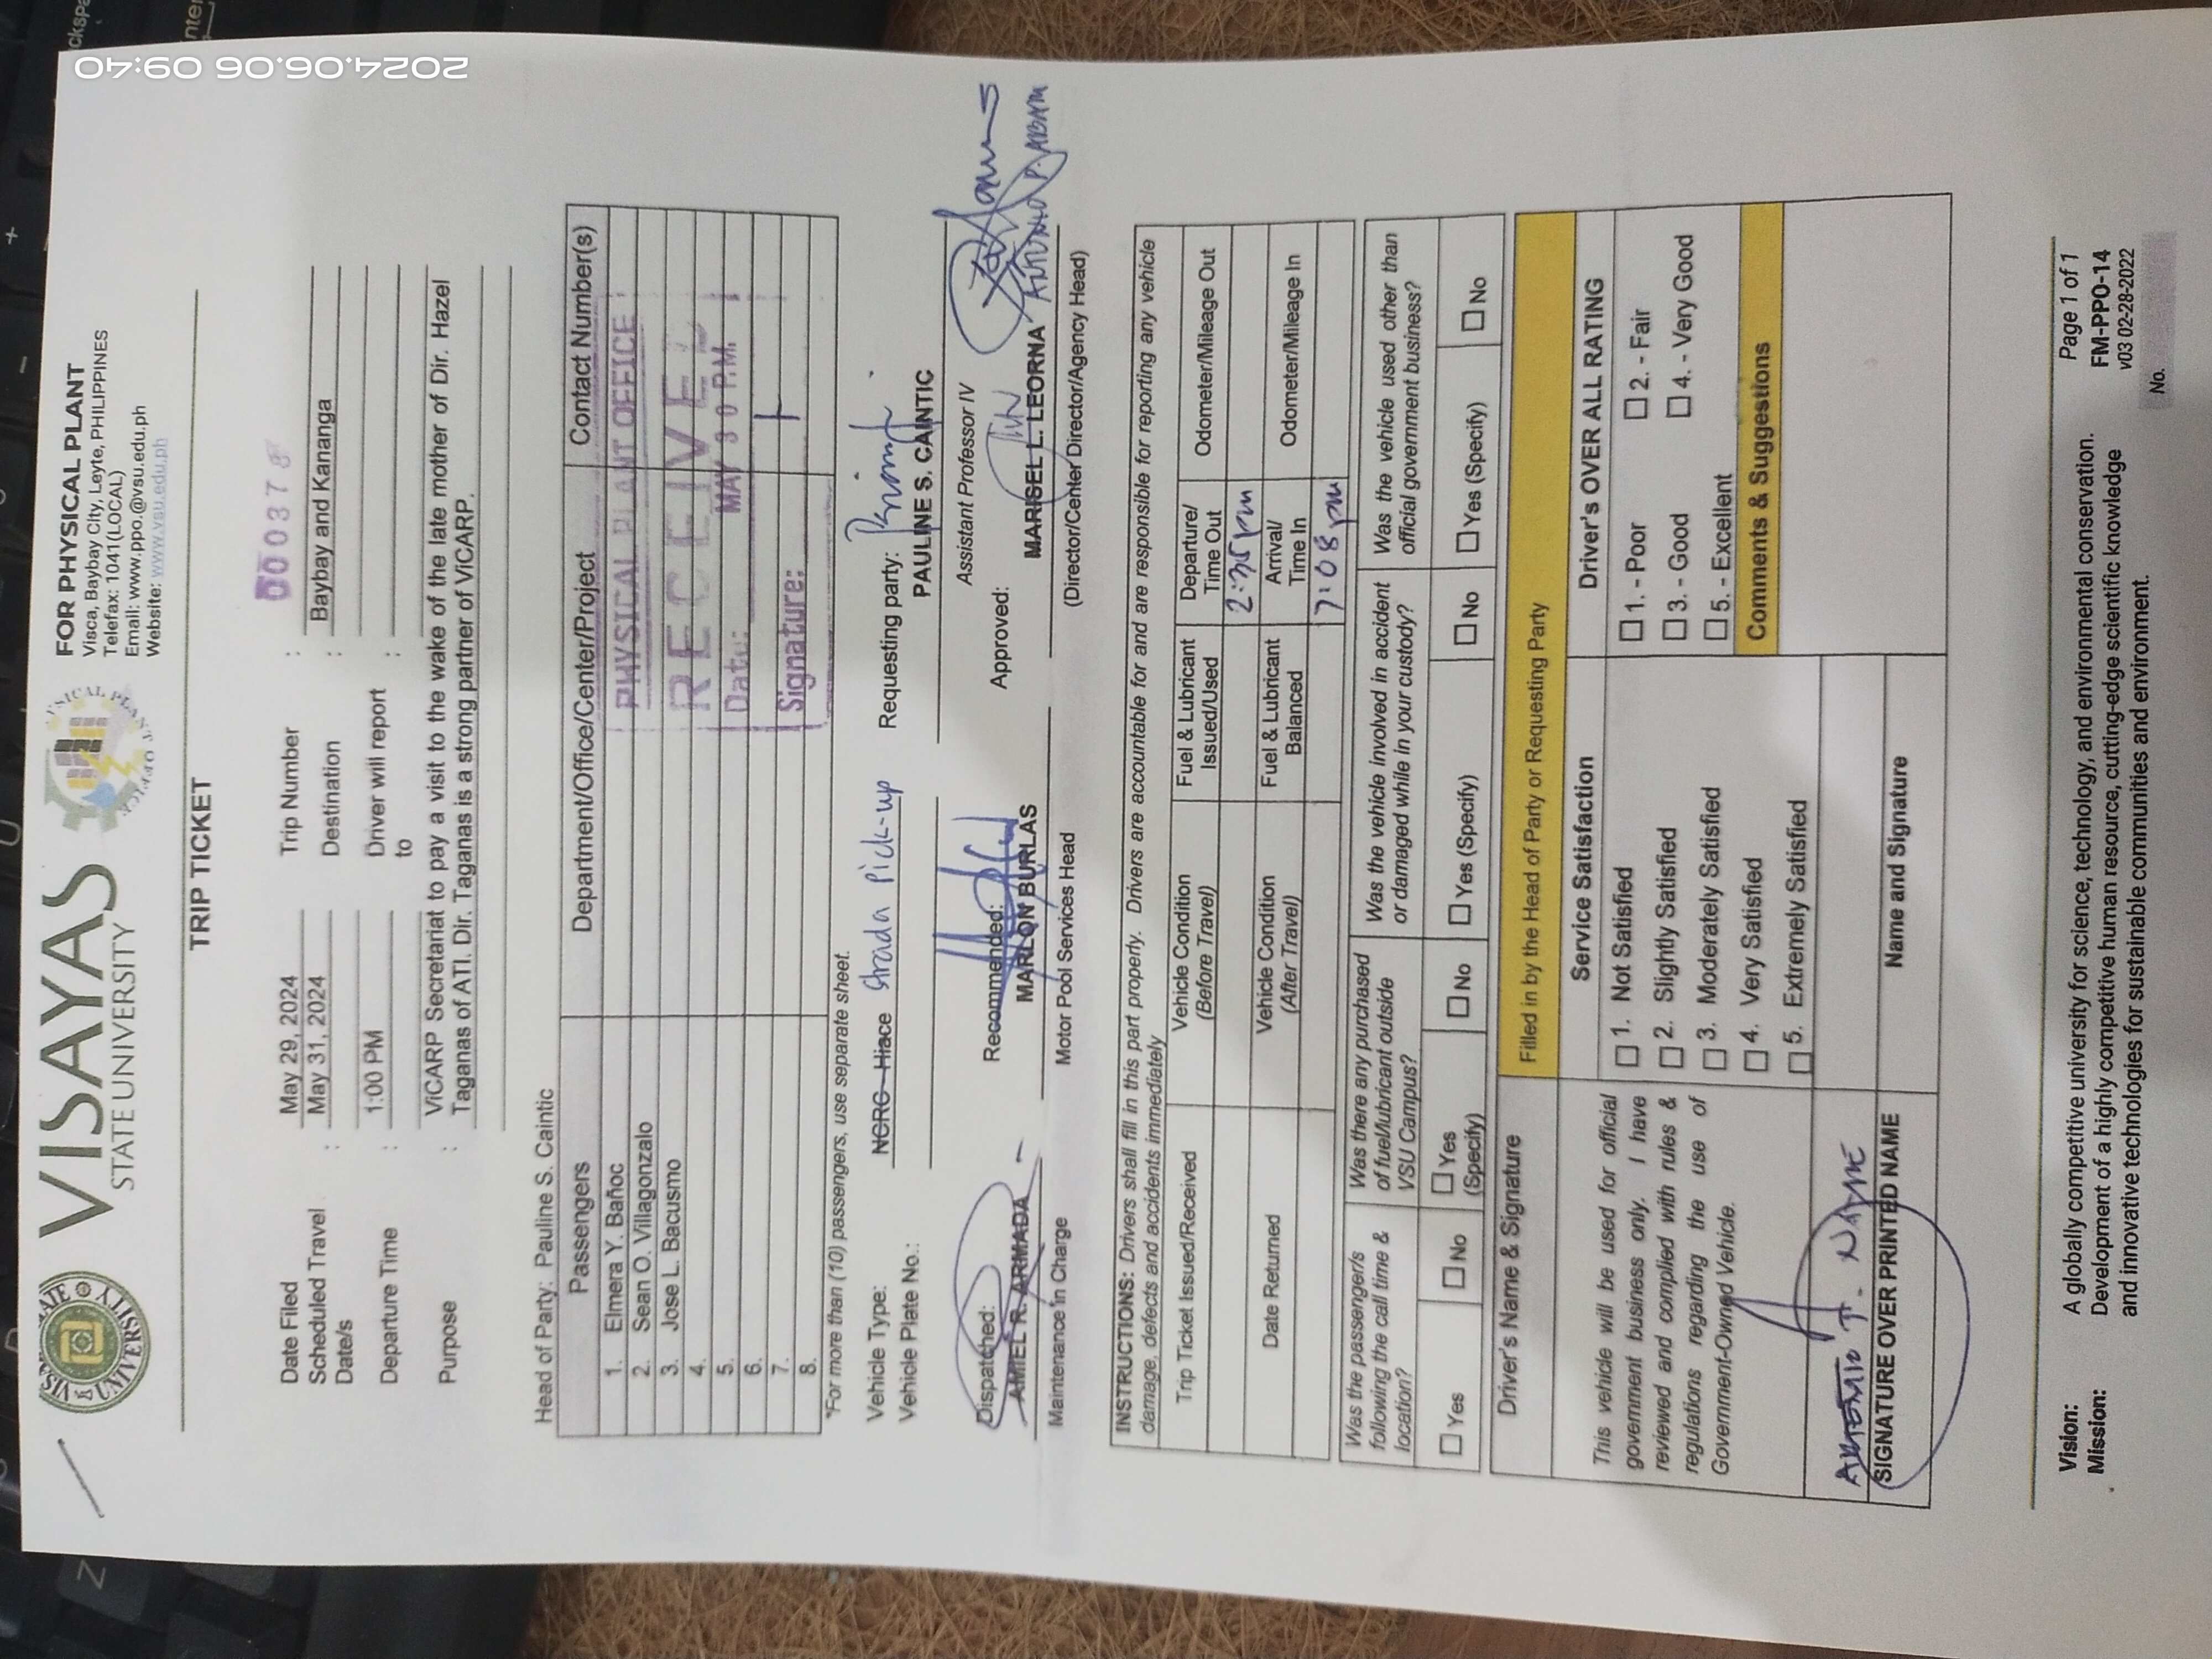 2024.06.06 09:40
VISAYAS
STATE UNIVERSITY
FOR PHYSICAL PLANT
Visca, Baybay City, Leyte, PHILIPPINES
Telefax: 1041(LOCAL)
Email: www.ppo.@vsu.edu.ph
Website: www.vsu.edu.ph
TRIP TICKET
Date Filed May 29, 2024 Trip Number : 00378
Scheduled Travel Date/s : May 31, 2024 Destination : Baybay and Kananga
Departure Time : 1:00 PM Driver will report to :
Purpose : ViCARP Secretariat to pay a visit to the wake of the late mother of Dir. Hazel
Taganas of ATI. Dir. Taganas is a strong partner of ViCARP.
Head of Party: Pauline S. Caintic
Passengers Department/Office/Center/Project Contact Number(s)
1. Elmera Y. Bañoc
2. Sean O. Villagonzalo
3. Jose L. Bacusmo
4.
5.
6.
7.
8.
PHYSICAL PLANT OFFICE
RECEIVED
Date: MAY 30 P.M.
Signature:
*For more than (10) passengers, use separate sheet.
Vehicle Type: NCRC-Hiace Strada Pick-up Requesting party:
Vehicle Plate No.: PAULINE S. CAINTIC
Assistant Professor IV
Dispatched: Recommended: Approved:
AMIEL R. ARMADA MARLON BURLAS MARISEL L. LEORNA
Maintenance in Charge Motor Pool Services Head (Director/Center Director/Agency Head)
INSTRUCTIONS: Drivers shall fill in this part properly. Drivers are accountable for and are responsible for reporting any vehicle
damage, defects and accidents immediately
Trip Ticket Issued/Received Vehicle Condition (Before Travel) Fuel & Lubricant Issued/Used Departure/ Time Out Odometer/Mileage Out
2:35 pm
Date Returned Vehicle Condition (After Travel) Fuel & Lubricant Balanced Arrival/ Time In Odometer/Mileage In
7:08 pm
Was the passenger/s following the call time & location? Was there any purchased of fuel/lubricant outside VSU Campus? Was the vehicle involved in accident or damaged while in your custody? Was the vehicle used other than official government business?
☐ Yes ☐ No ☐ Yes (Specify) ☐ No ☐ Yes (Specify) ☐ No ☐ Yes (Specify) ☐ No
Driver's Name & Signature Filled in by the Head of Party or Requesting Party
This vehicle will be used for official
government business only. I have
reviewed and complied with rules &
regulations regarding the use of
Government-Owned Vehicle.
(SIGNATURE OVER PRINTED NAME
Service Satisfaction
☐ 1. Not Satisfied
☐ 2. Slightly Satisfied
☐ 3. Moderately Satisfied
☐ 4. Very Satisfied
☐ 5. Extremely Satisfied
Name and Signature
Driver's OVER ALL RATING
☐ 1. - Poor ☐ 2. - Fair
☐ 3. - Good ☐ 4. - Very Good
☐ 5. - Excellent
Comments & Suggestions
Vision: A globally competitive university for science, technology, and environmental conservation.
Mission: Development of a highly competitive human resource, cutting-edge scientific knowledge
and innovative technologies for sustainable communities and environment.
Page 1 of 1
FM-PPO-14
v03 02-28-2022
No.